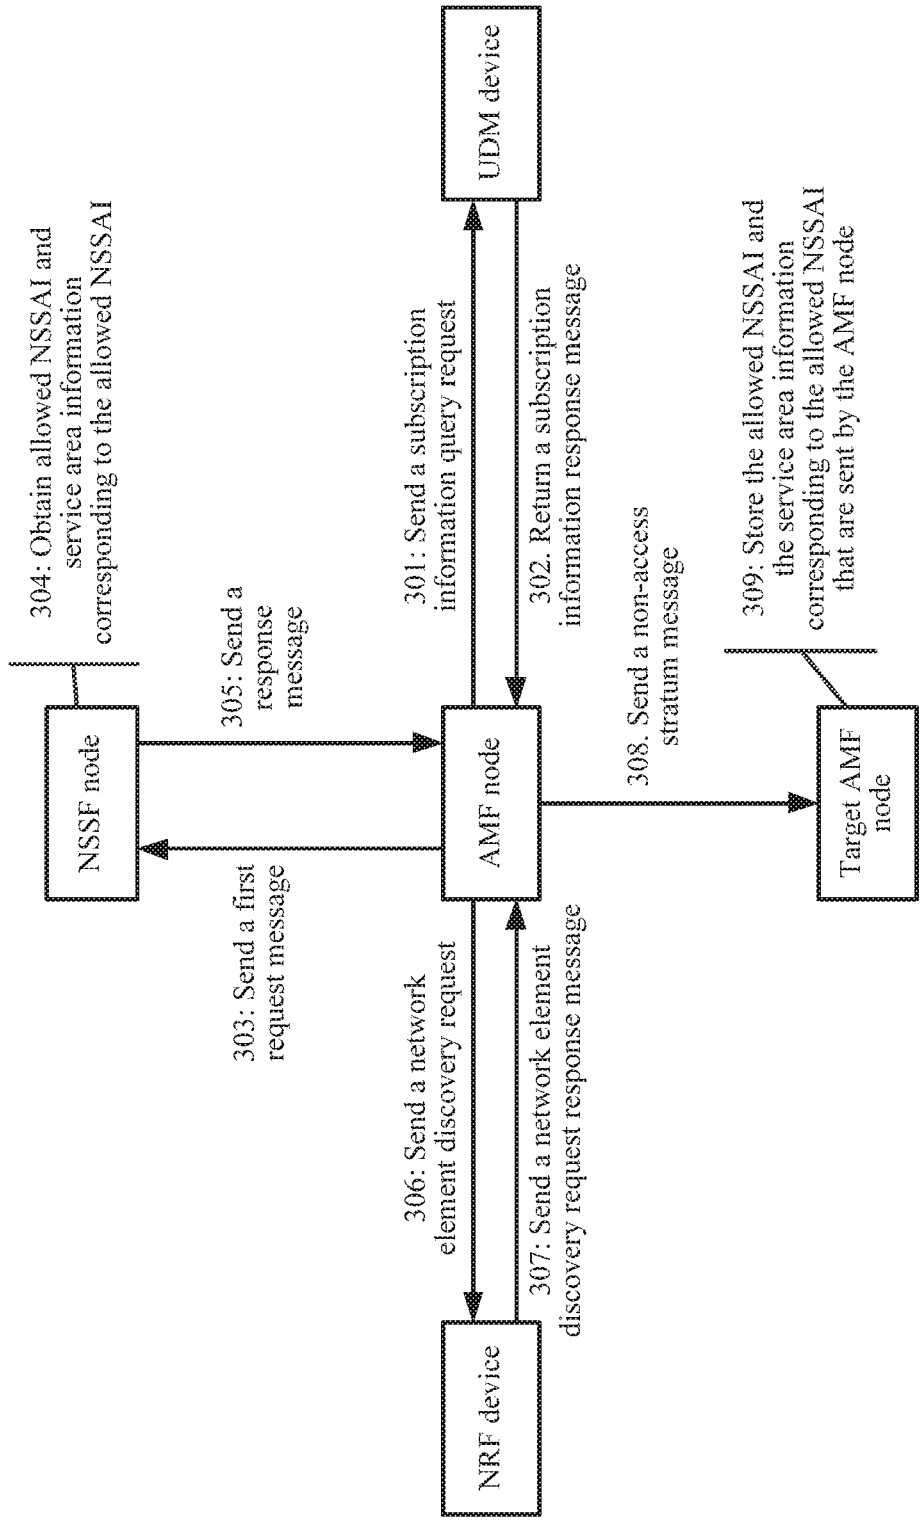 304: Obtain allowed NSSAI and
service area information
corresponding to the allowed NSSAI
NSSF node
303: Send a first
request message
305: Send a
response
message
306: Send a network
element discovery request
301: Send a subscription
information query request
NRF device
AMF node
UDM device
307: Send a network element
discovery request response message
302. Return a subscription
information response message
308. Send a non-access
stratum message
Target AMF
node
309: Store the allowed NSSAI and
the service area information
corresponding to the allowed NSSAI
that are sent by the AMF node